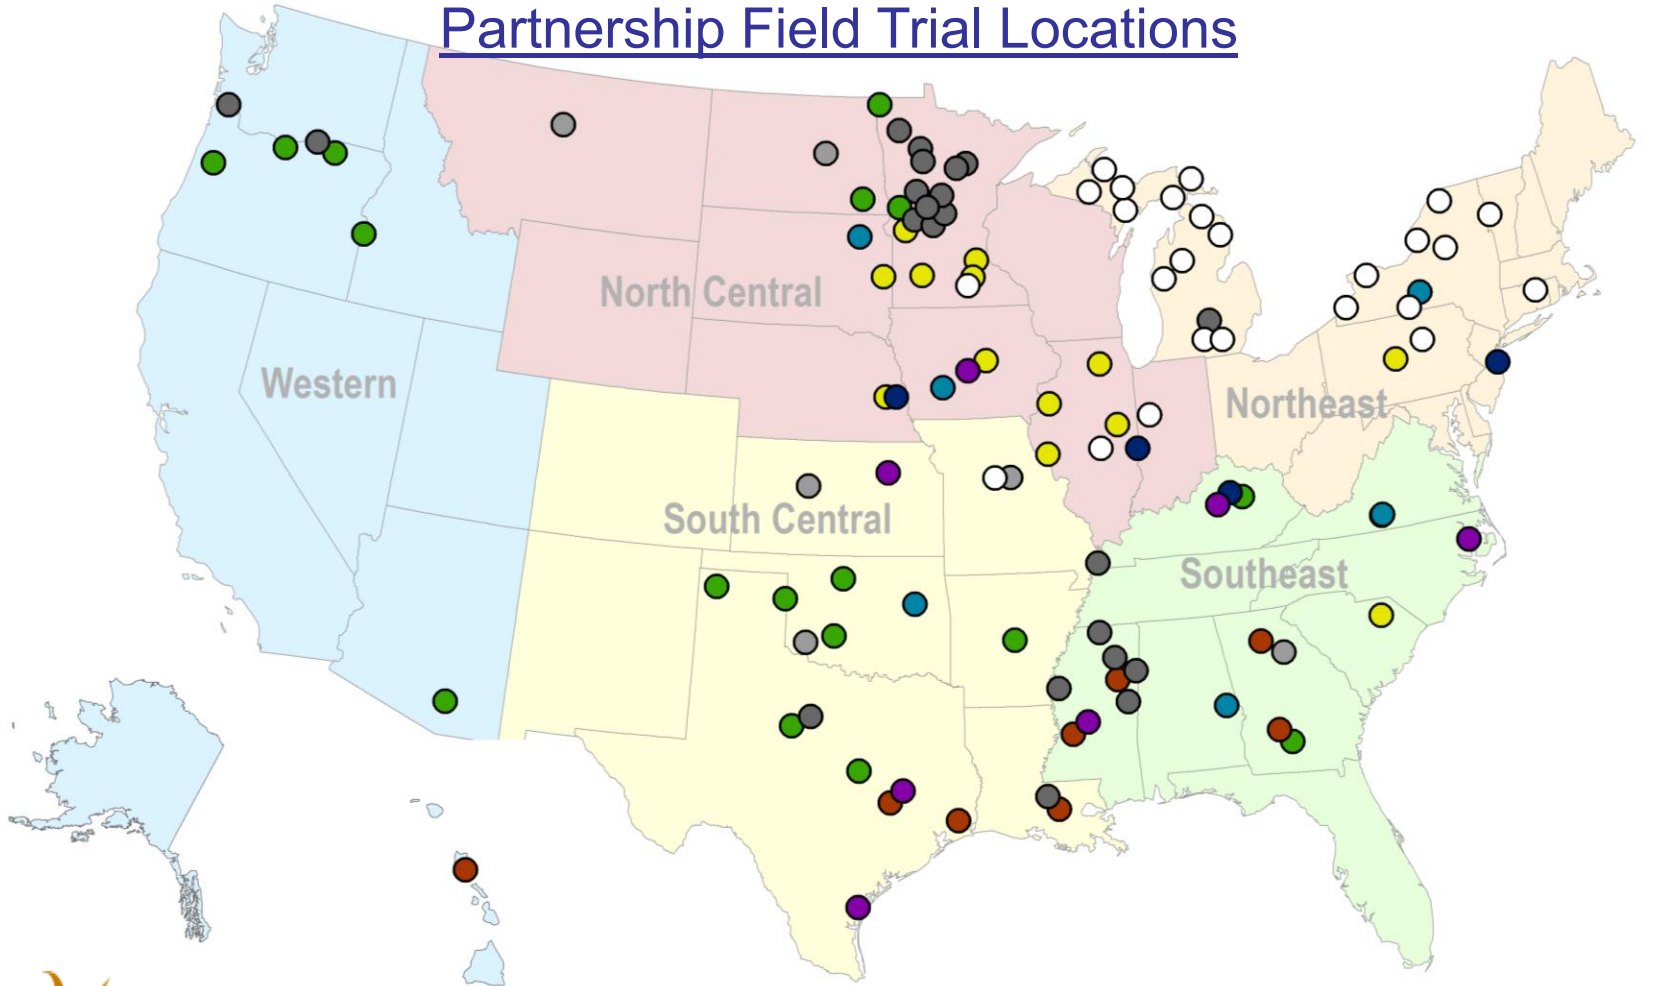 Partnership Field Trial Locations
North Central
Western
Northeast
South Central
Southeast